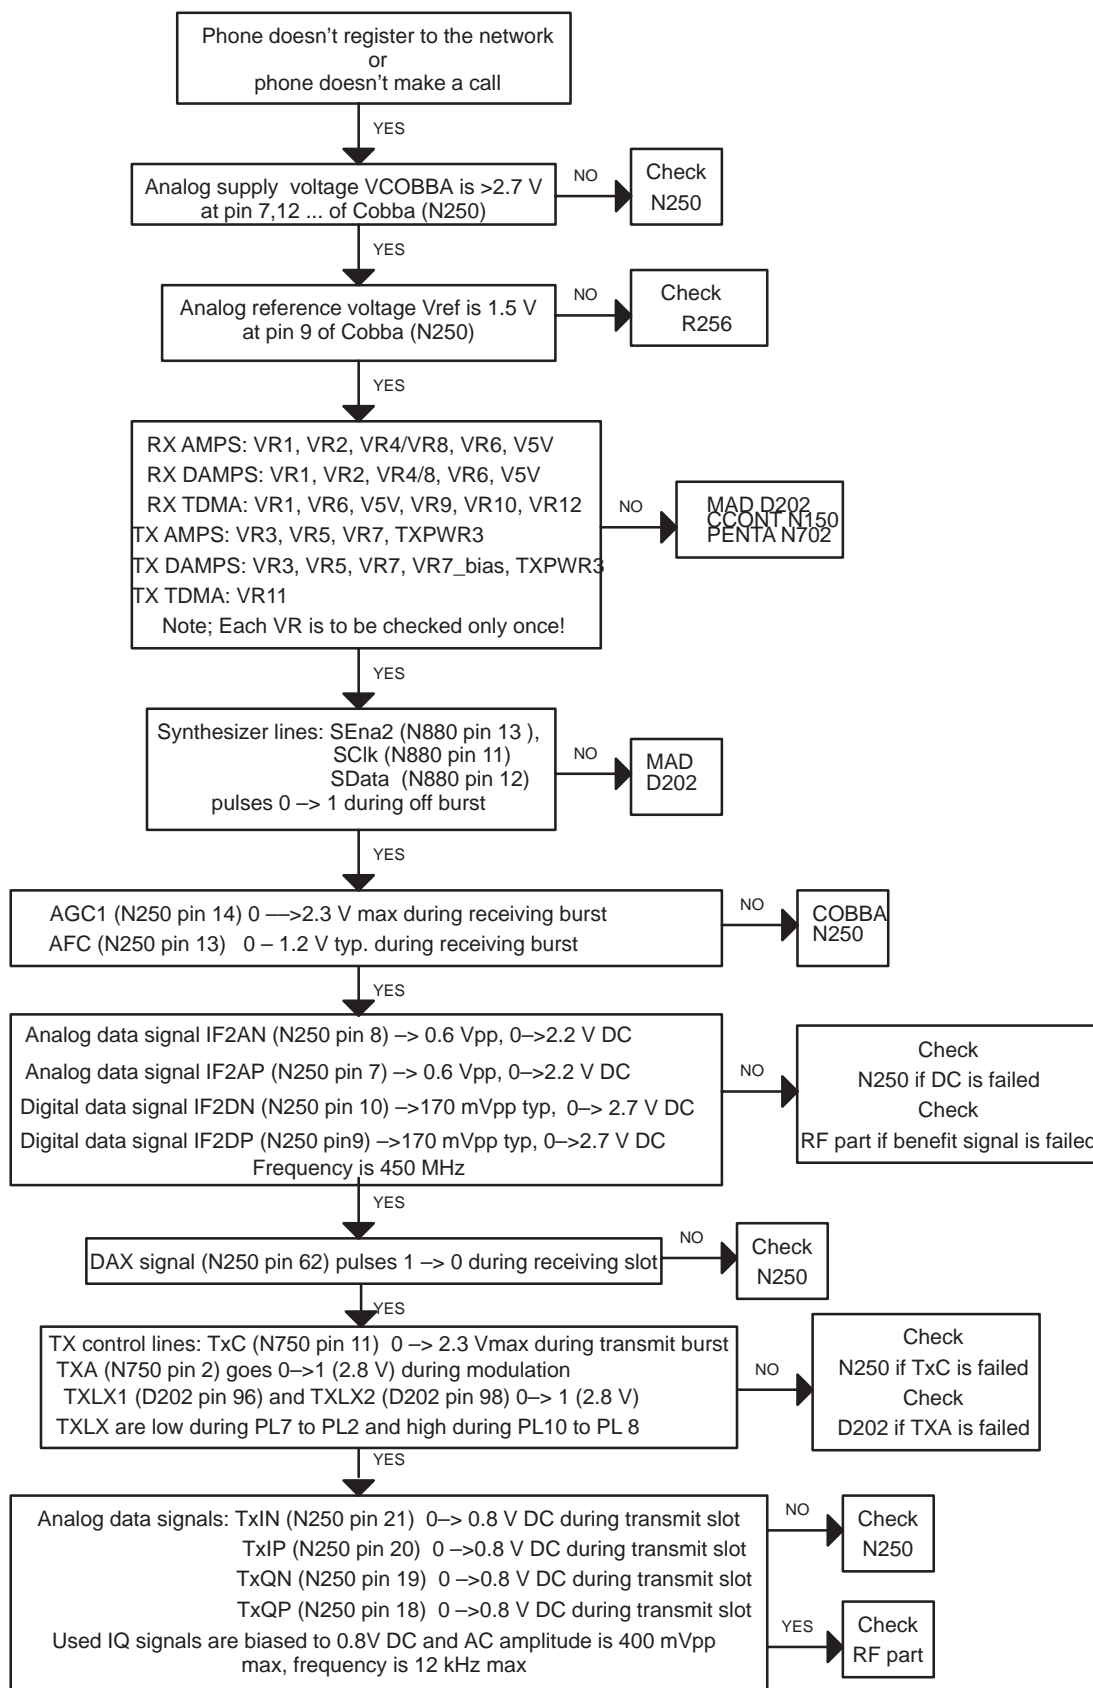 Phone doesn't register to the network
or
phone doesn't make a call
YES
Analog supply voltage VCOBBA is >2.7 V
at pin 7,12 ... of Cobba (N250)
NO
Check
N250
YES
Analog reference voltage Vref is 1.5 V
at pin 9 of Cobba (N250)
NO
Check
R256
YES
RX AMPS: VR1, VR2, VR4/VR8, VR6, V5V
RX DAMPS: VR1, VR2, VR4/8, VR6, V5V
RX TDMA: VR1, VR6, V5V, VR9, VR10, VR12
TX AMPS: VR3, VR5, VR7, TXPWR3
TX DAMPS: VR3, VR5, VR7, VR7_bias, TXPWR3
TX TDMA: VR11
Note; Each VR is to be checked only once!
NO
MAD D202
CCONT N150
PENTA N702
YES
Synthesizer lines: SEna2 (N880 pin 13 ),
SClk (N880 pin 11)
SData (N880 pin 12)
pulses 0 –> 1 during off burst
NO
MAD
D202
YES
AGC1 (N250 pin 14) 0 —>2.3 V max during receiving burst
AFC (N250 pin 13) 0 – 1.2 V typ. during receiving burst
NO
COBBA
N250
YES
Analog data signal IF2AN (N250 pin 8) –> 0.6 Vpp, 0–>2.2 V DC
Analog data signal IF2AP (N250 pin 7) –> 0.6 Vpp, 0–>2.2 V DC
Digital data signal IF2DN (N250 pin 10) –>170 mVpp typ, 0–> 2.7 V DC
Digital data signal IF2DP (N250 pin9) –>170 mVpp typ, 0–>2.7 V DC
Frequency is 450 MHz
NO
Check
N250 if DC is failed
Check
RF part if benefit signal is failed
YES
DAX signal (N250 pin 62) pulses 1 –> 0 during receiving slot
NO
Check
N250
YES
TX control lines: TxC (N750 pin 11) 0 –> 2.3 Vmax during transmit burst
TXA (N750 pin 2) goes 0–>1 (2.8 V) during modulation
TXLX1 (D202 pin 96) and TXLX2 (D202 pin 98) 0–> 1 (2.8 V)
TXLX are low during PL7 to PL2 and high during PL10 to PL 8
NO
Check
N250 if TxC is failed
Check
D202 if TXA is failed
YES
Analog data signals: TxIN (N250 pin 21) 0–> 0.8 V DC during transmit slot
TxIP (N250 pin 20) 0 –>0.8 V DC during transmit slot
TxQN (N250 pin 19) 0 –>0.8 V DC during transmit slot
TxQP (N250 pin 18) 0 –>0.8 V DC during transmit slot
Used IQ signals are biased to 0.8V DC and AC amplitude is 400 mVpp
max, frequency is 12 kHz max
NO
Check
N250
YES
Check
RF part